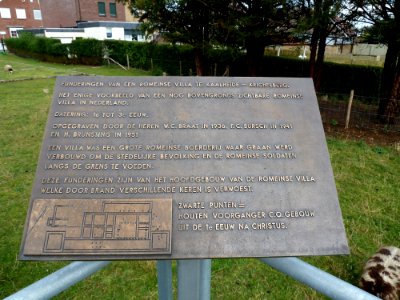 FUNDERINGEN VAN EEN ROMEINSE VILLA TE KAALHEIDE - KRICHELBERG.
HET ENIGE VOORBEELD VAN EEN NOG BOVENGRONDS ZICHTBARE ROMEINSE
VILLA IN NEDERLAND.
DATERING: 1e TOT 3e EEUW.
OPGEGRAVEN DOOR DE HEREN W.C. BRAAT IN 1936, F.C. BURSCH IN 1941
EN H. BRUNSTING IN 1951
EEN VILLA WAS EEN GROTE ROMEINSE BOERDERIJ WAAR GRAAN WERD
VERBOUWD OM DE STEDELIJKE BEVOLKING EN DE ROMEINSE SOLDATEN
LANGS DE GRENS TE VOEDEN.
DEZE FUNDERINGEN ZIJN VAN HET HOOFDGEBOUW VAN DE ROMEINSE VILLA
WELKE DOOR BRAND VERSCHILLENDE KEREN IS VERWOEST.
ZWARTE PUNTEN =
HOUTEN VOORGANGER C.Q. GEBOUW
UIT DE 1e EEUW NA CHRISTUS.